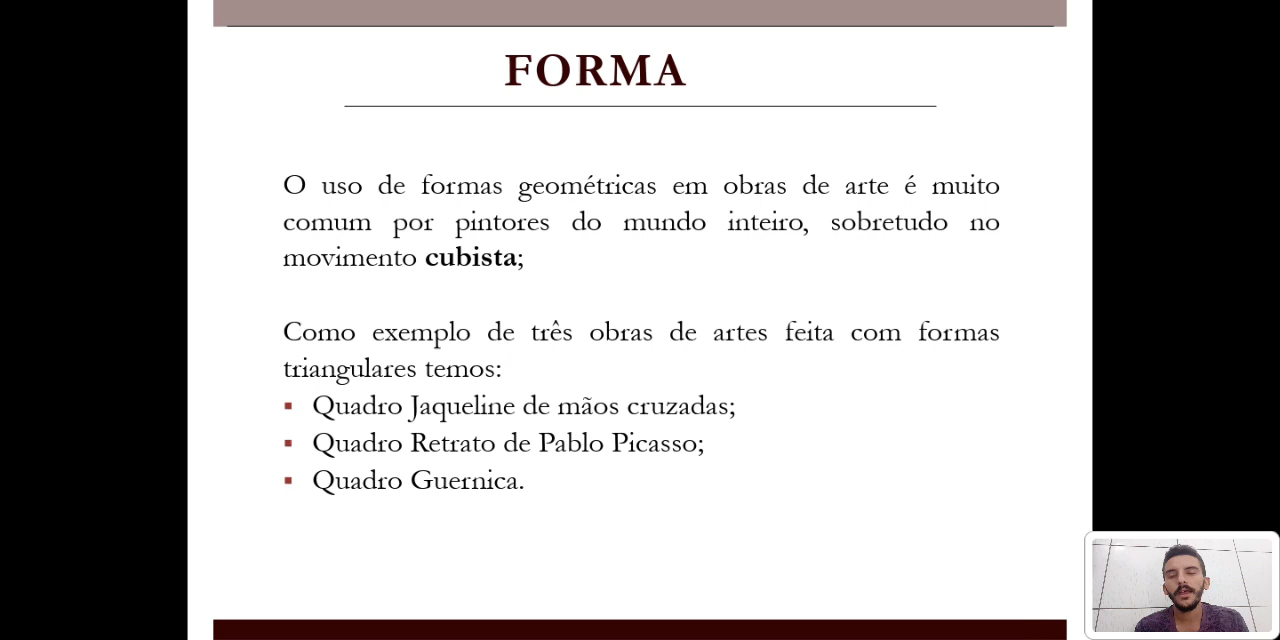 FORMA
O uso de formas geométricas em obras de arte é muito
comum por pintores do mundo inteiro, sobretudo no
movimento cubista;
Como exemplo de três obras de artes feita com formas
triangulares temos:
▪ Quadro Jaqueline de mãos cruzadas;
▪ Quadro Retrato de Pablo Picasso;
▪ Quadro Guernica.